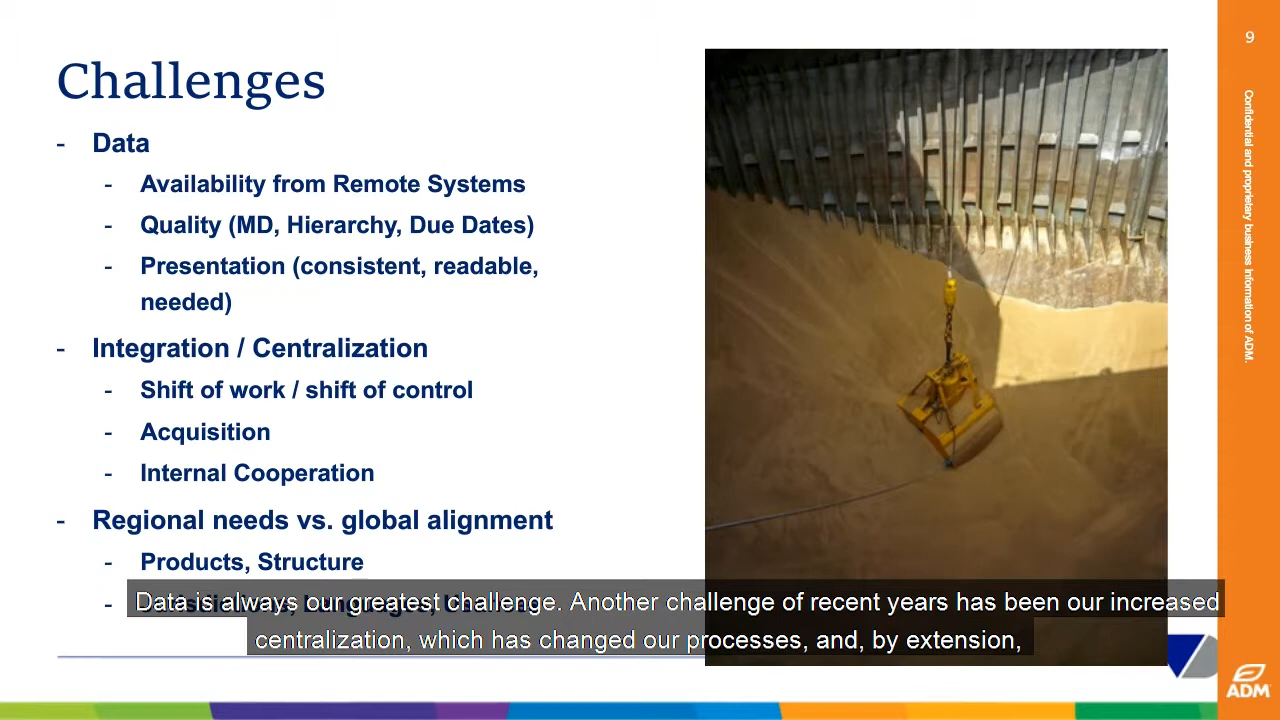 Challenges
- Data
- Availability from Remote Systems
- Quality (MD, Hierarchy, Due Dates)
- Presentation (consistent, readable,
needed)
- Integration / Centralization
- Shift of work / shift of control
- Acquisition
- Internal Cooperation
- Regional needs vs. global alignment
- Products, Structure
Data is always our greatest challenge. Another challenge of recent years has been our increased
centralization, which has changed our processes, and, by extension,
9
Confidential and proprietary business information of ADM.
ADM